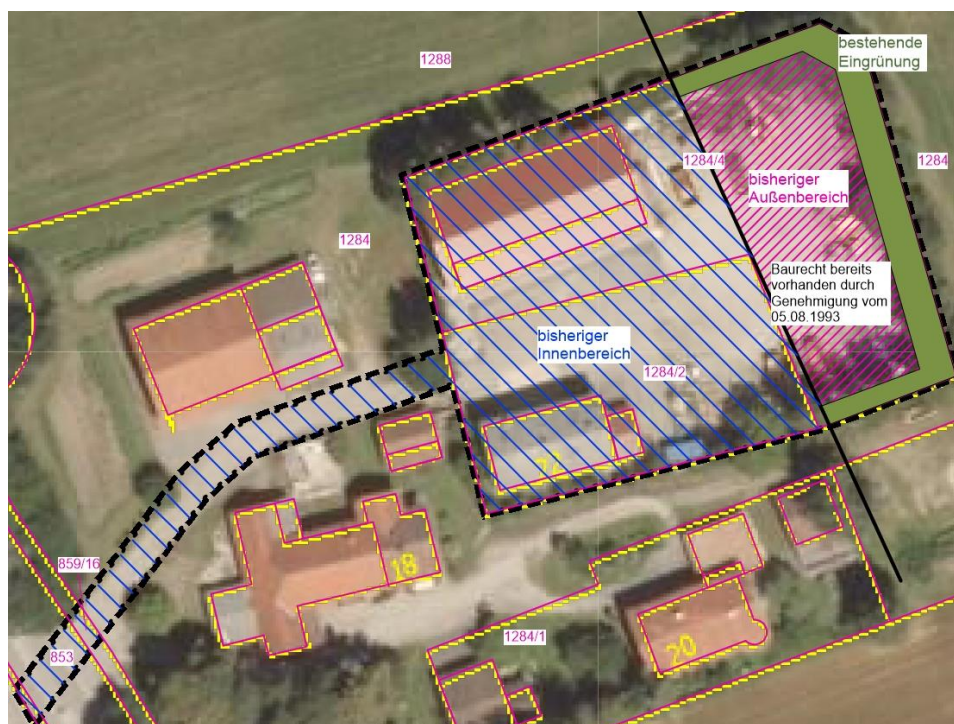 bestehende
Eingrünung
1288
1284/4
1284
bisheriger
Außenbereich
1284
Baurecht bereits
vorhanden durch
Genehmigung vom
05.08.1993
bisheriger
Innenbereich
1284/2
22
18
859/16
1284/1
20
853